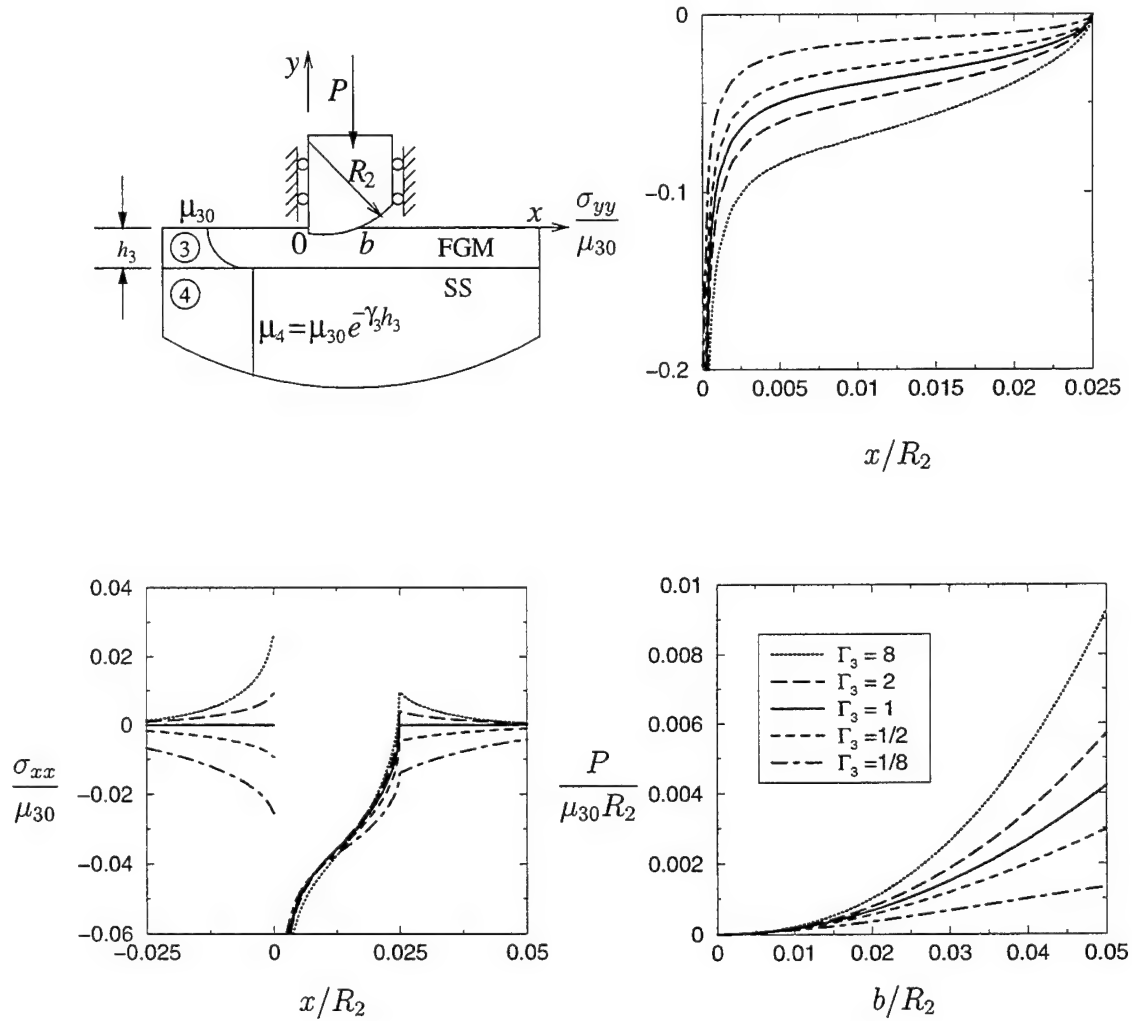 y
P
R₂
μ₃₀
x
0
b
h₃
③
FGM
④
SS
μ₄=μ₃₀e^{-γ₃h₃}
σ_yy/μ₃₀
0
-0.1
-0.2
0 0.005 0.01 0.015 0.02 0.025
x/R₂
σ_xx/μ₃₀
0.04
0.02
0
-0.02
-0.04
-0.06
-0.025 0 0.025 0.05
x/R₂
P/μ₃₀R₂
0.01
0.008
0.006
0.004
0.002
0
Γ₃ = 8
Γ₃ = 2
Γ₃ = 1
Γ₃ =1/2
Γ₃ =1/8
0 0.01 0.02 0.03 0.04 0.05
b/R₂